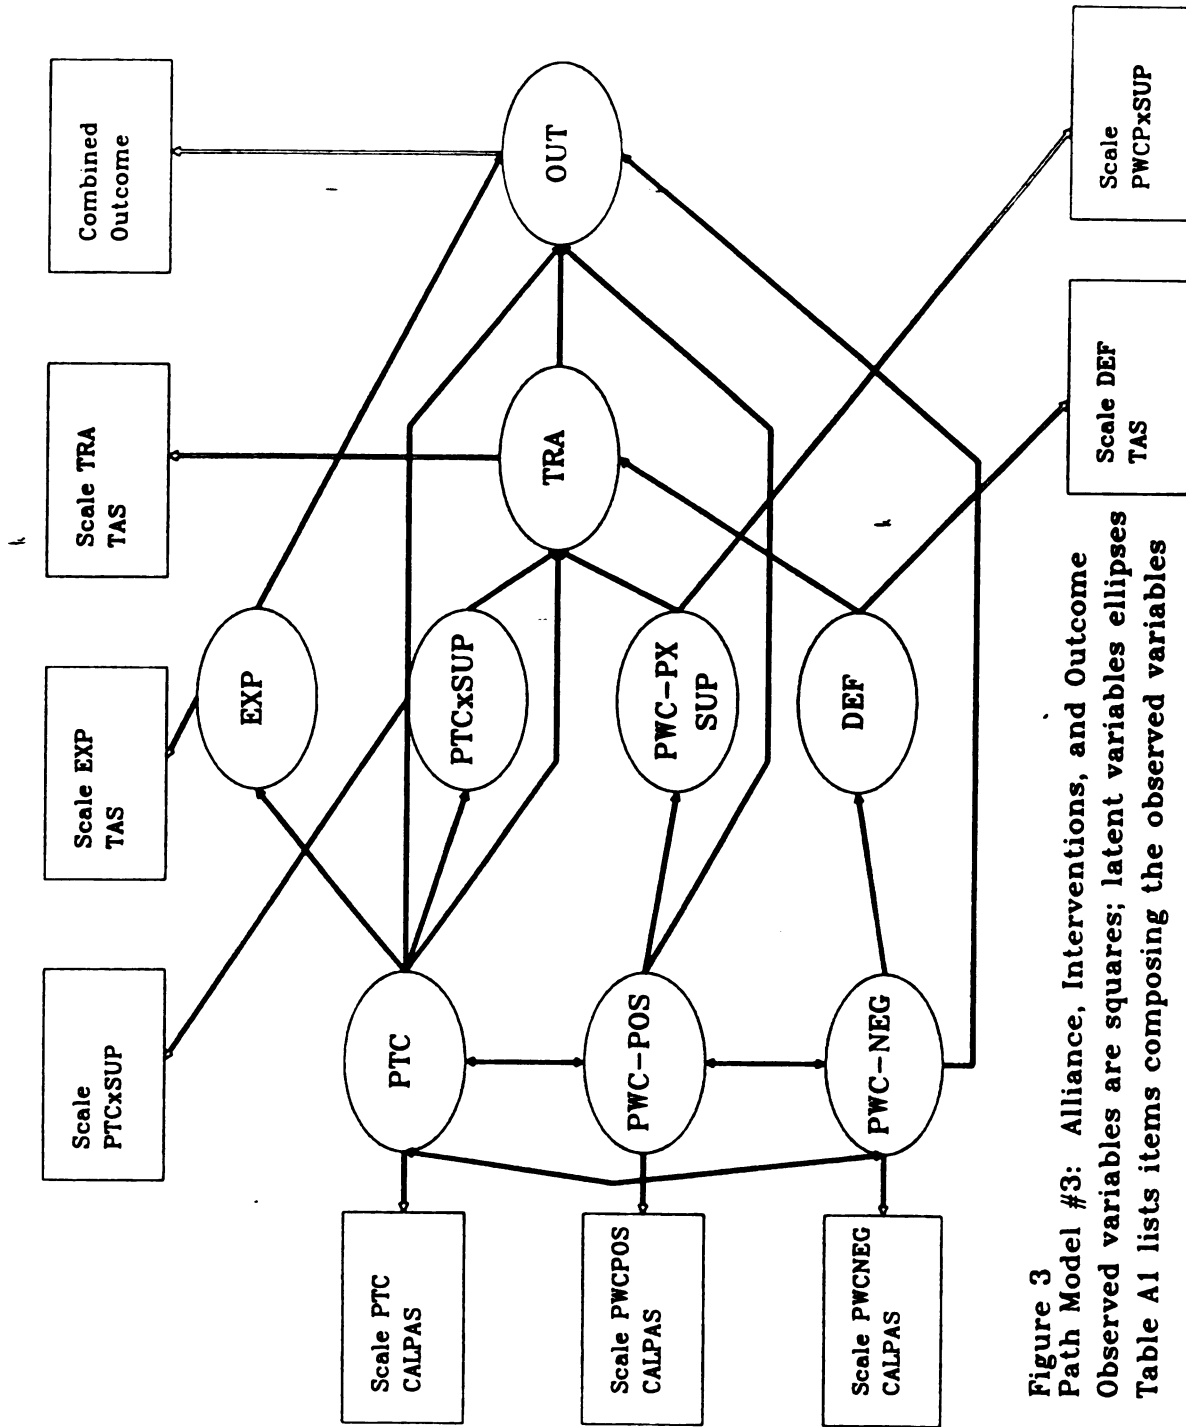 Scale
PTCxSUP
Scale EXP
TAS
Scale TRA
TAS
Combined
Outcome
Scale PTC
CALPAS
PTC
EXP
PTCxSUP
TRA
OUT
Scale PWCPOS
CALPAS
PWC-POS
PWC-PX
SUP
Scale PWCNEG
CALPAS
PWC-NEG
DEF
Scale DEF
TAS
Scale
PWCPxSUP
Figure 3
Path Model #3: Alliance, Interventions, and Outcome
Observed variables are squares; latent variables ellipses
Table A1 lists items composing the observed variables